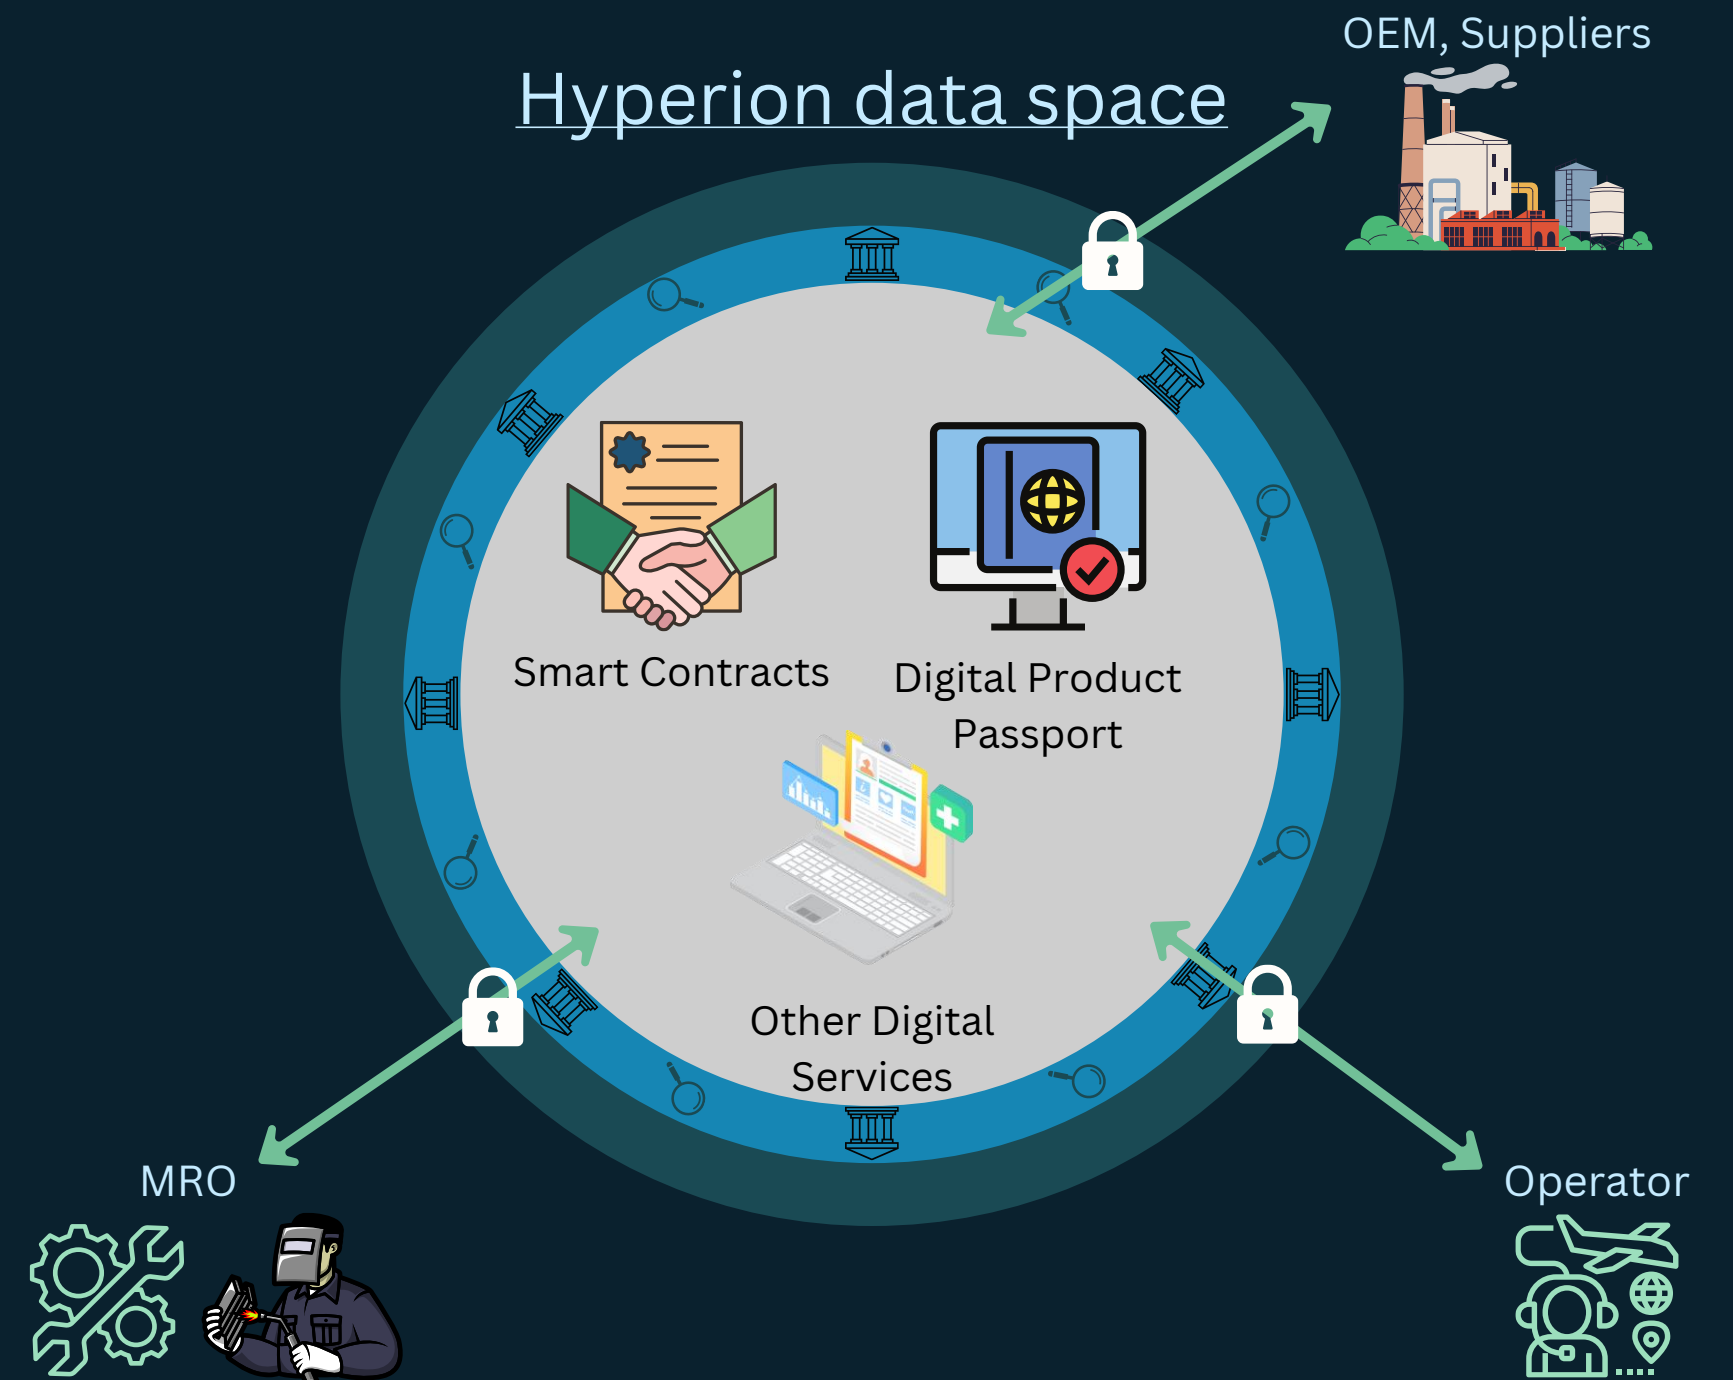 OEM, Suppliers
Hyperion data space
Smart Contracts
Digital Product
Passport
Other Digital
Services
MRO
Operator